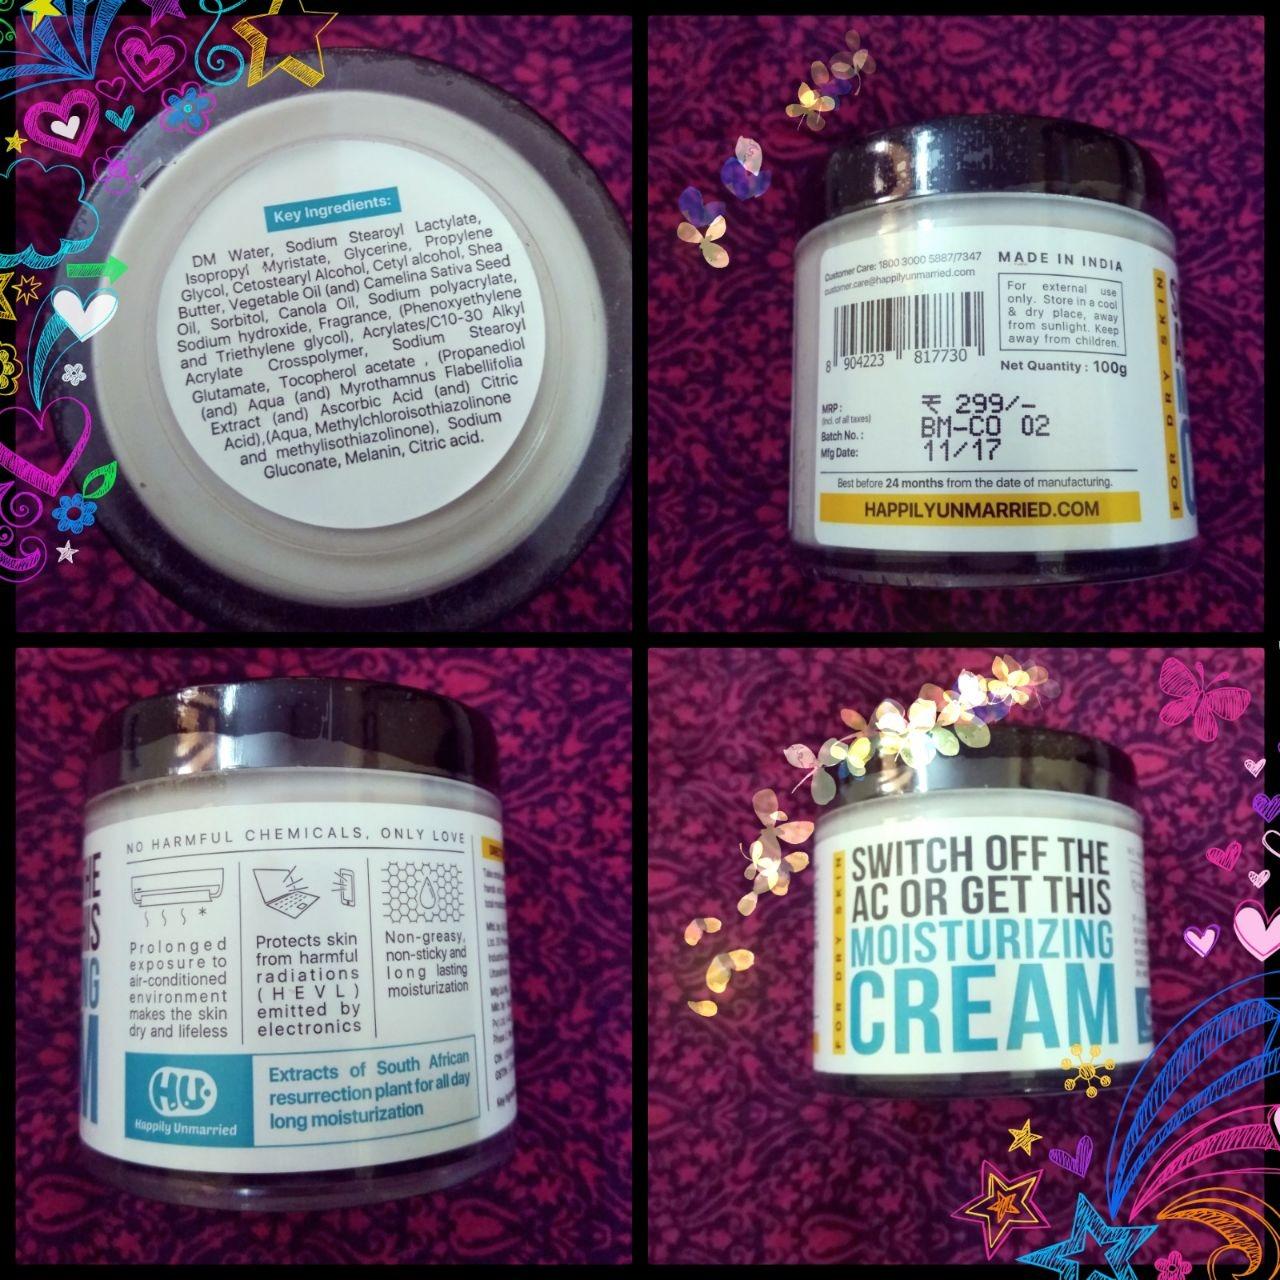 Key Ingredients:
DM Water, Sodium Stearoyl Lactylate,
Isopropyl Myristate, Glycerine, Propylene
Glycol, Cetostearyl Alcohol, Cetyl alcohol, Shea
Butter, Vegetable Oil (and) Camelina Sativa Seed
Oil, Sorbitol, Canola Oil, Sodium polyacrylate,
Sodium hydroxide, Fragrance, (Phenoxyethylene
and Triethylene glycol), Acrylates/C10-30 Alkyl
Acrylate Crosspolymer, Sodium Stearoyl
Glutamate, Tocopherol acetate , (Propanediol
(and) Aqua (and) Myrothamnus Flabellifolia
Extract (and) Ascorbic Acid (and) Citric
Acid),(Aqua, Methylchloroisothiazolinone
and methylisothiazolinone), Sodium
Gluconate, Melanin, Citric acid.
Customer Care: 1800 3000 5887/7347
customer.care@happilyunmarried.com
8 904223 817730
MADE IN INDIA
For external use
only. Store in a cool
& dry place, away
from sunlight. Keep
away from children.
Net Quantity : 100g
MRP : ₹ 299/-
(Incl. of all taxes)
Batch No. : BM-CO 02
Mfg Date: 11/17
Best before 24 months from the date of manufacturing.
HAPPILYUNMARRIED.COM
FOR DRY SKIN
NO HARMFUL CHEMICALS, ONLY LOVE
Prolonged
exposure to
air-conditioned
environment
makes the skin
dry and lifeless
Protects skin
from harmful
radiations
(HEVL)
emitted by
electronics
Non-greasy,
non-sticky and
long lasting
moisturization
H.U.
Happily Unmarried
Extracts of South African
resurrection plant for all day
long moisturization
FOR DRY SKIN
SWITCH OFF THE
AC OR GET THIS
MOISTURIZING
CREAM